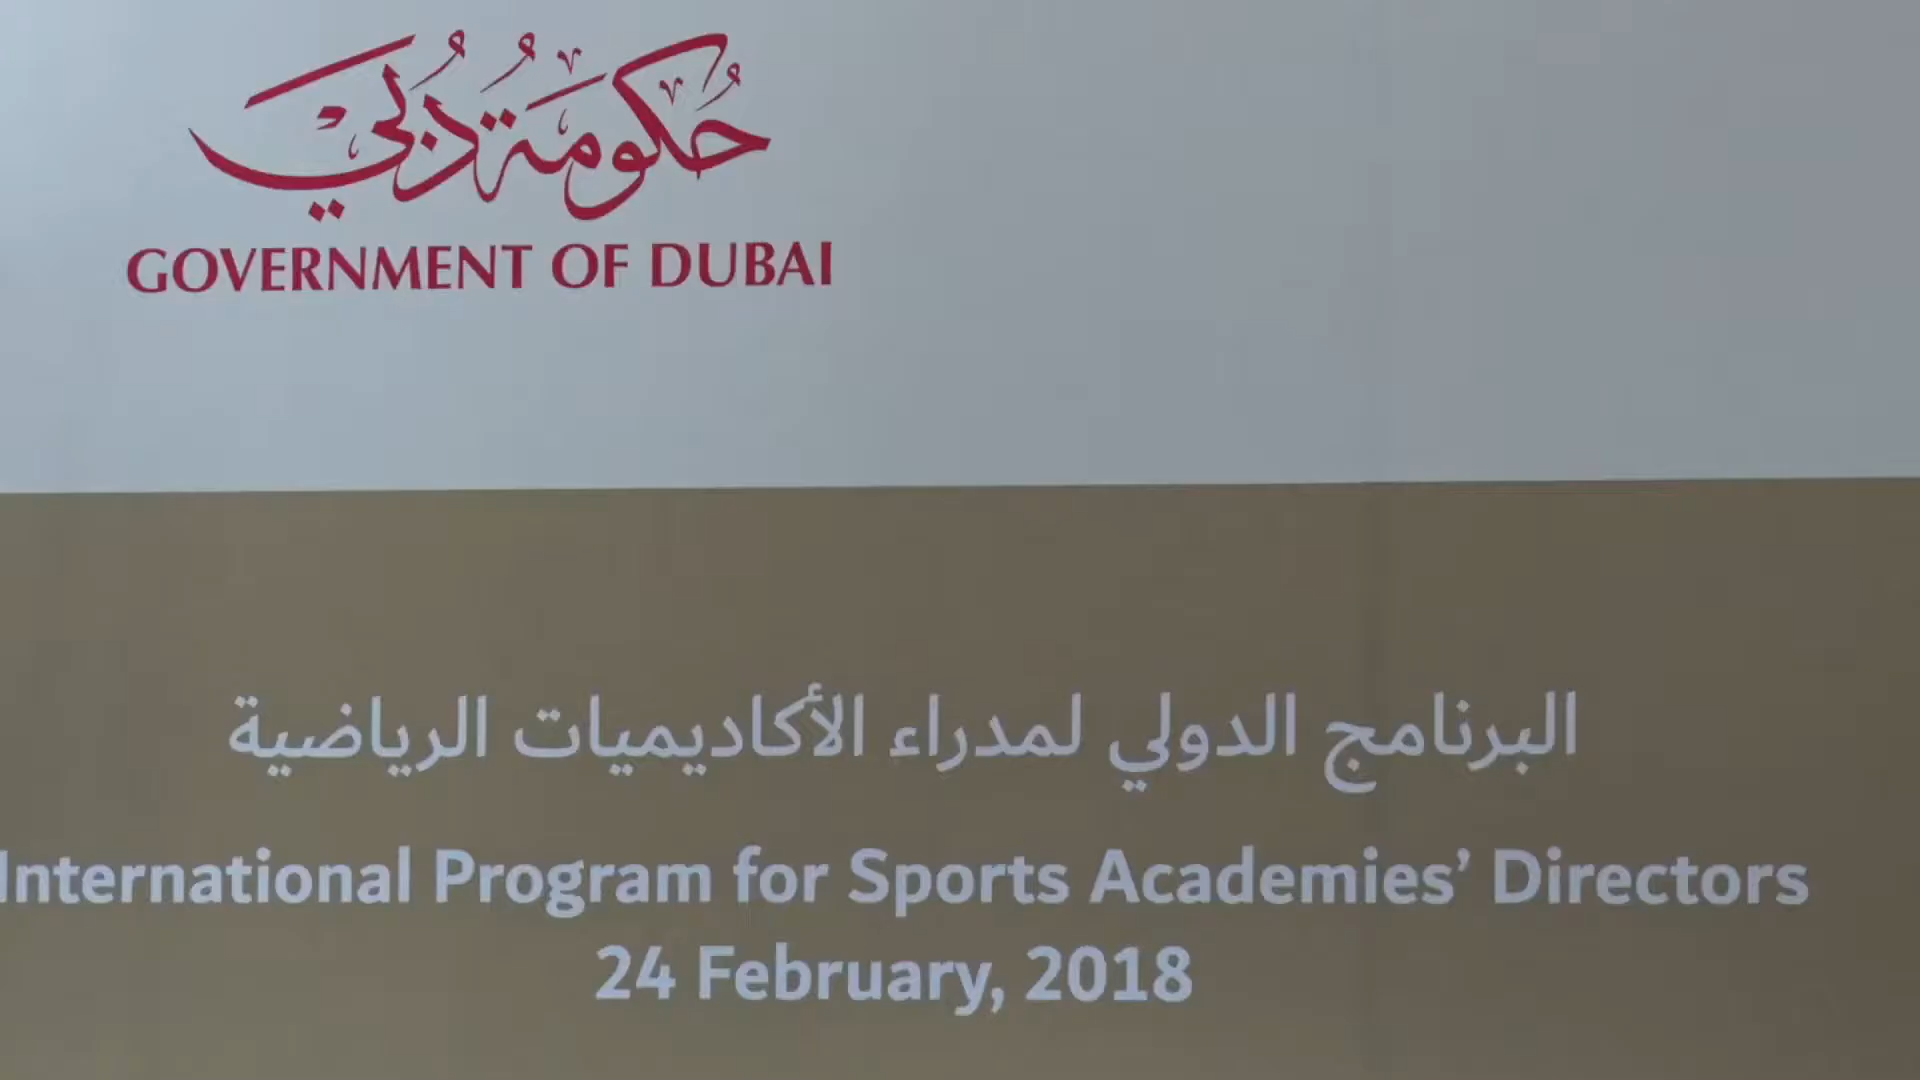 حكومة دبي
GOVERNMENT OF DUBAI
البرنامج الدولي لمدراء الأكاديميات الرياضية
International Program for Sports Academies’ Directors
24 February, 2018